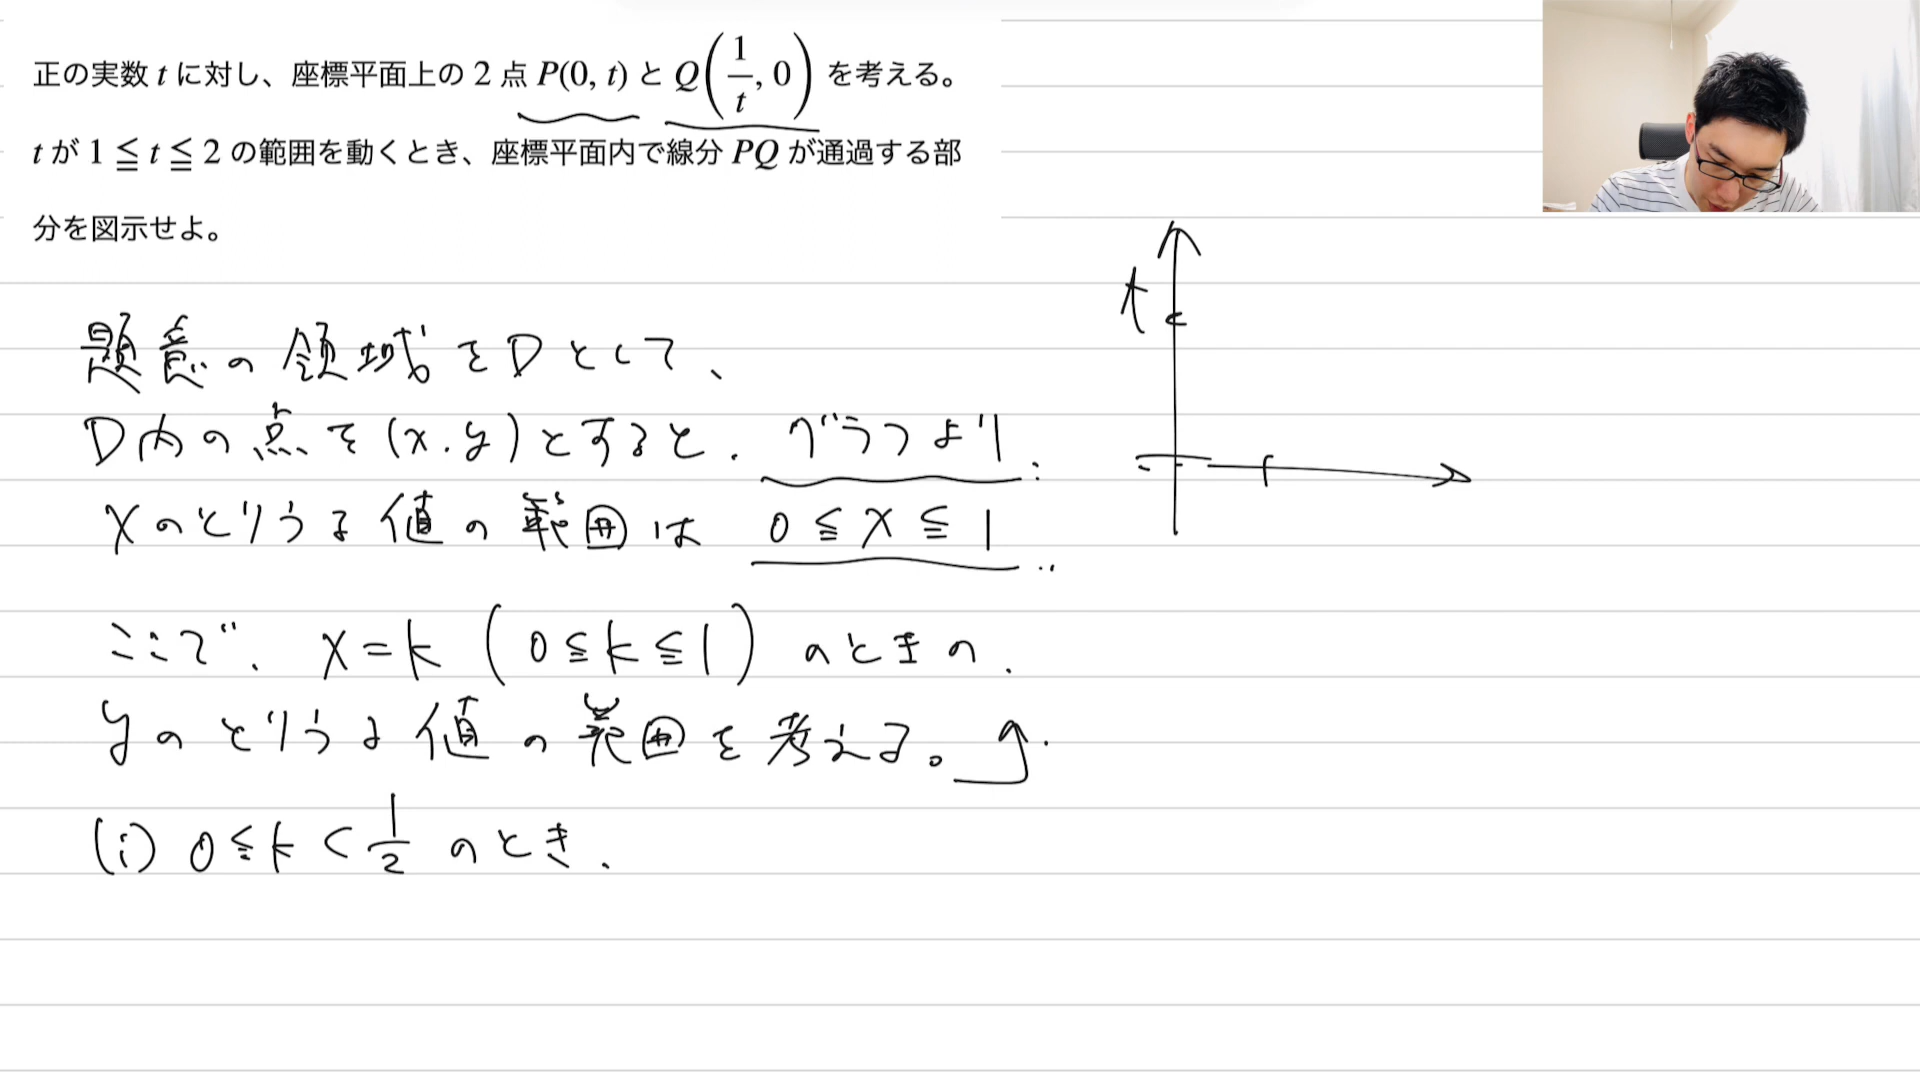 正の実数 t に対し、座標平面上の 2 点 P(0, t) と Q(1/t, 0) を考える。
t が 1 ≦ t ≦ 2 の範囲を動くとき、座標平面内で線分 PQ が通過する部
分を図示せよ。
t
題意の領域をDとして、
D内の点を(x.y)とすると、グラフより
xのとりうる値の範囲は 0 ≦ x ≦ 1
ここで、x=k (0≦k≦1) のときの、
yのとりうる値の範囲を考える。
(i) 0≦k<1/2 のとき、